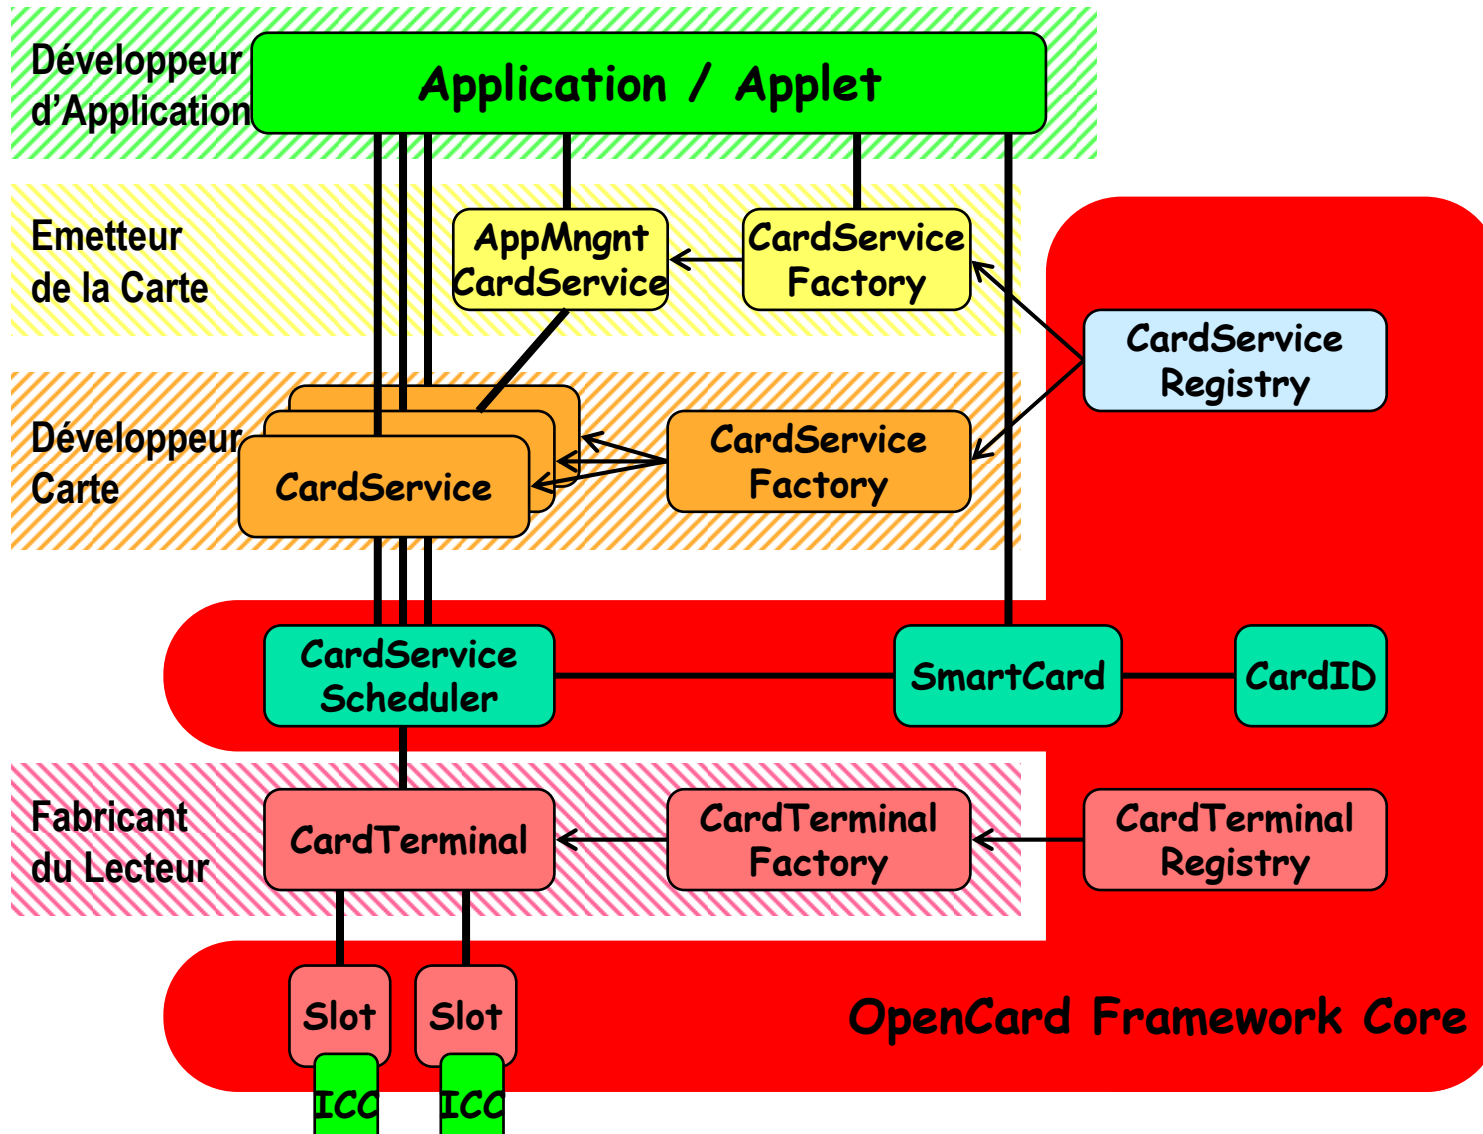 Développeur
d'Application
Application / Applet
Emetteur
de la Carte
AppMngnt
CardService
CardService
Factory
CardService
Registry
Développeur
Carte
CardService
CardService
Factory
CardService
Scheduler
SmartCard
CardID
Fabricant
du Lecteur
CardTerminal
CardTerminal
Factory
CardTerminal
Registry
Slot
Slot
OpenCard Framework Core
ICC
ICC